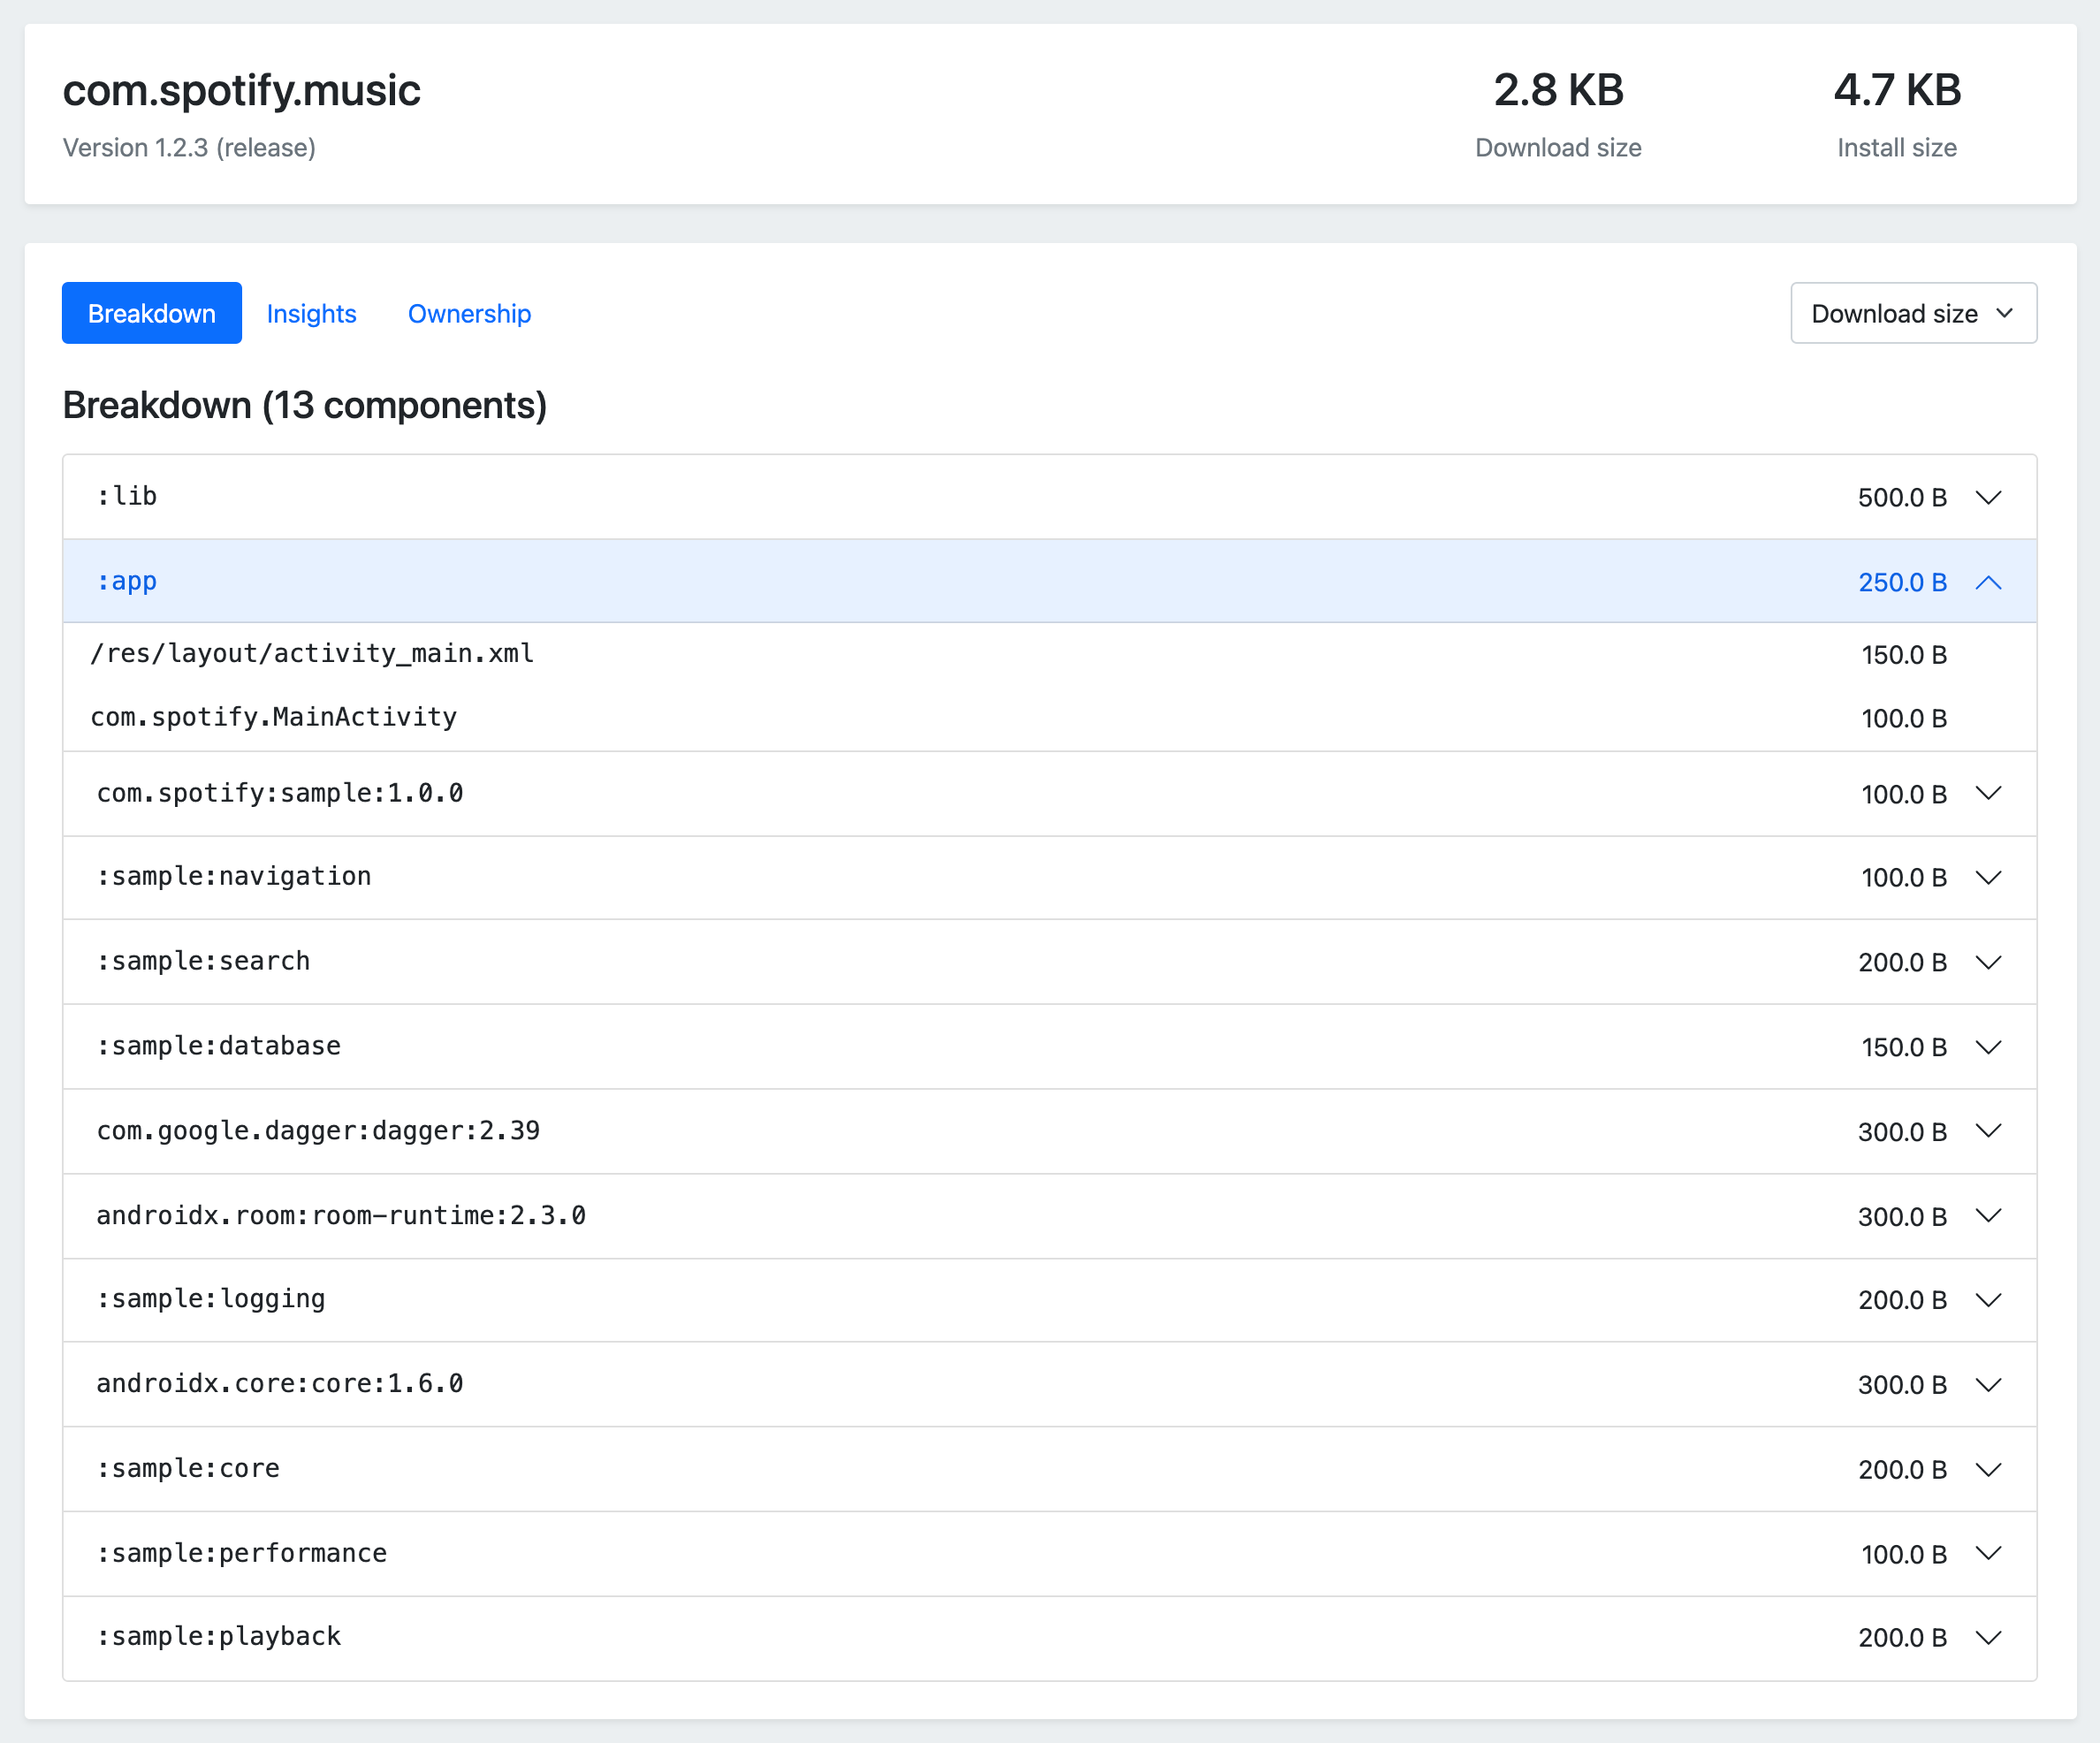 com.spotify.music 2.8 KB 4.7 KB
Version 1.2.3 (release) Download size Install size
Breakdown Insights Ownership Download size
Breakdown (13 components)
:lib 500.0 B
:app 250.0 B
/res/layout/activity_main.xml 150.0 B
com.spotify.MainActivity 100.0 B
com.spotify:sample:1.0.0 100.0 B
:sample:navigation 100.0 B
:sample:search 200.0 B
:sample:database 150.0 B
com.google.dagger:dagger:2.39 300.0 B
androidx.room:room-runtime:2.3.0 300.0 B
:sample:logging 200.0 B
androidx.core:core:1.6.0 300.0 B
:sample:core 200.0 B
:sample:performance 100.0 B
:sample:playback 200.0 B